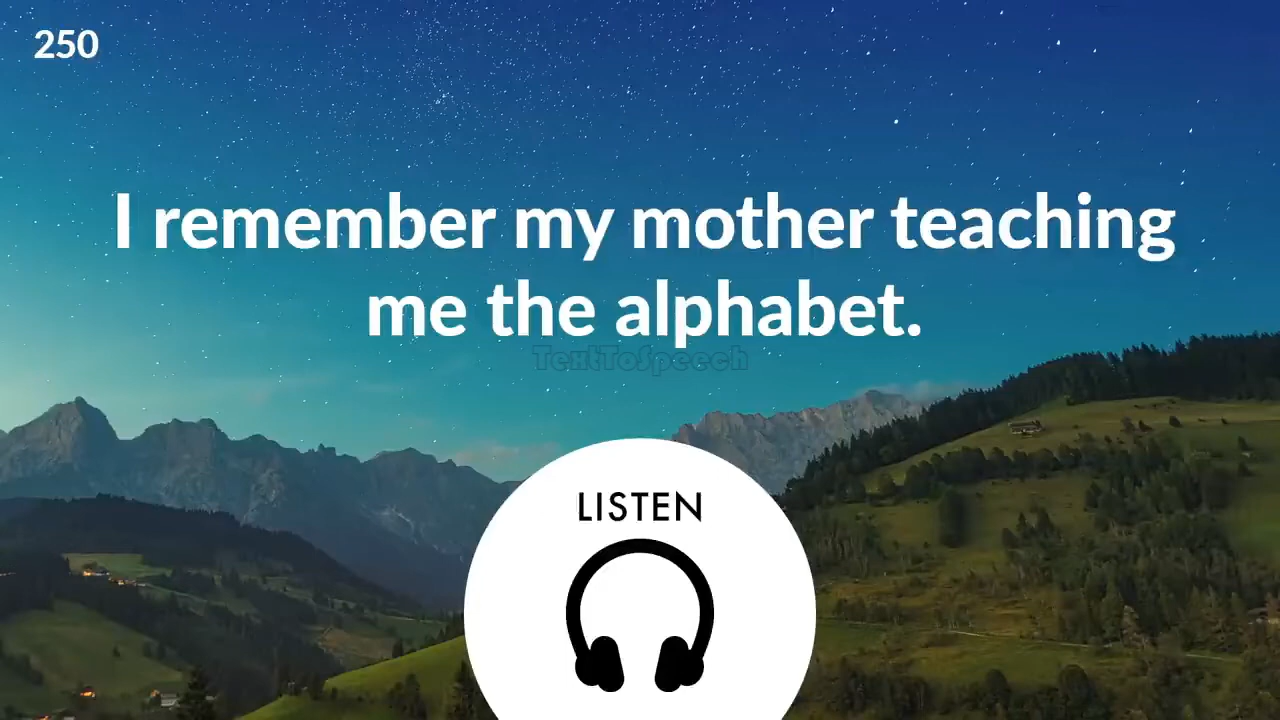 250
I remember my mother teaching
me the alphabet.
TextToSpeech
LISTEN